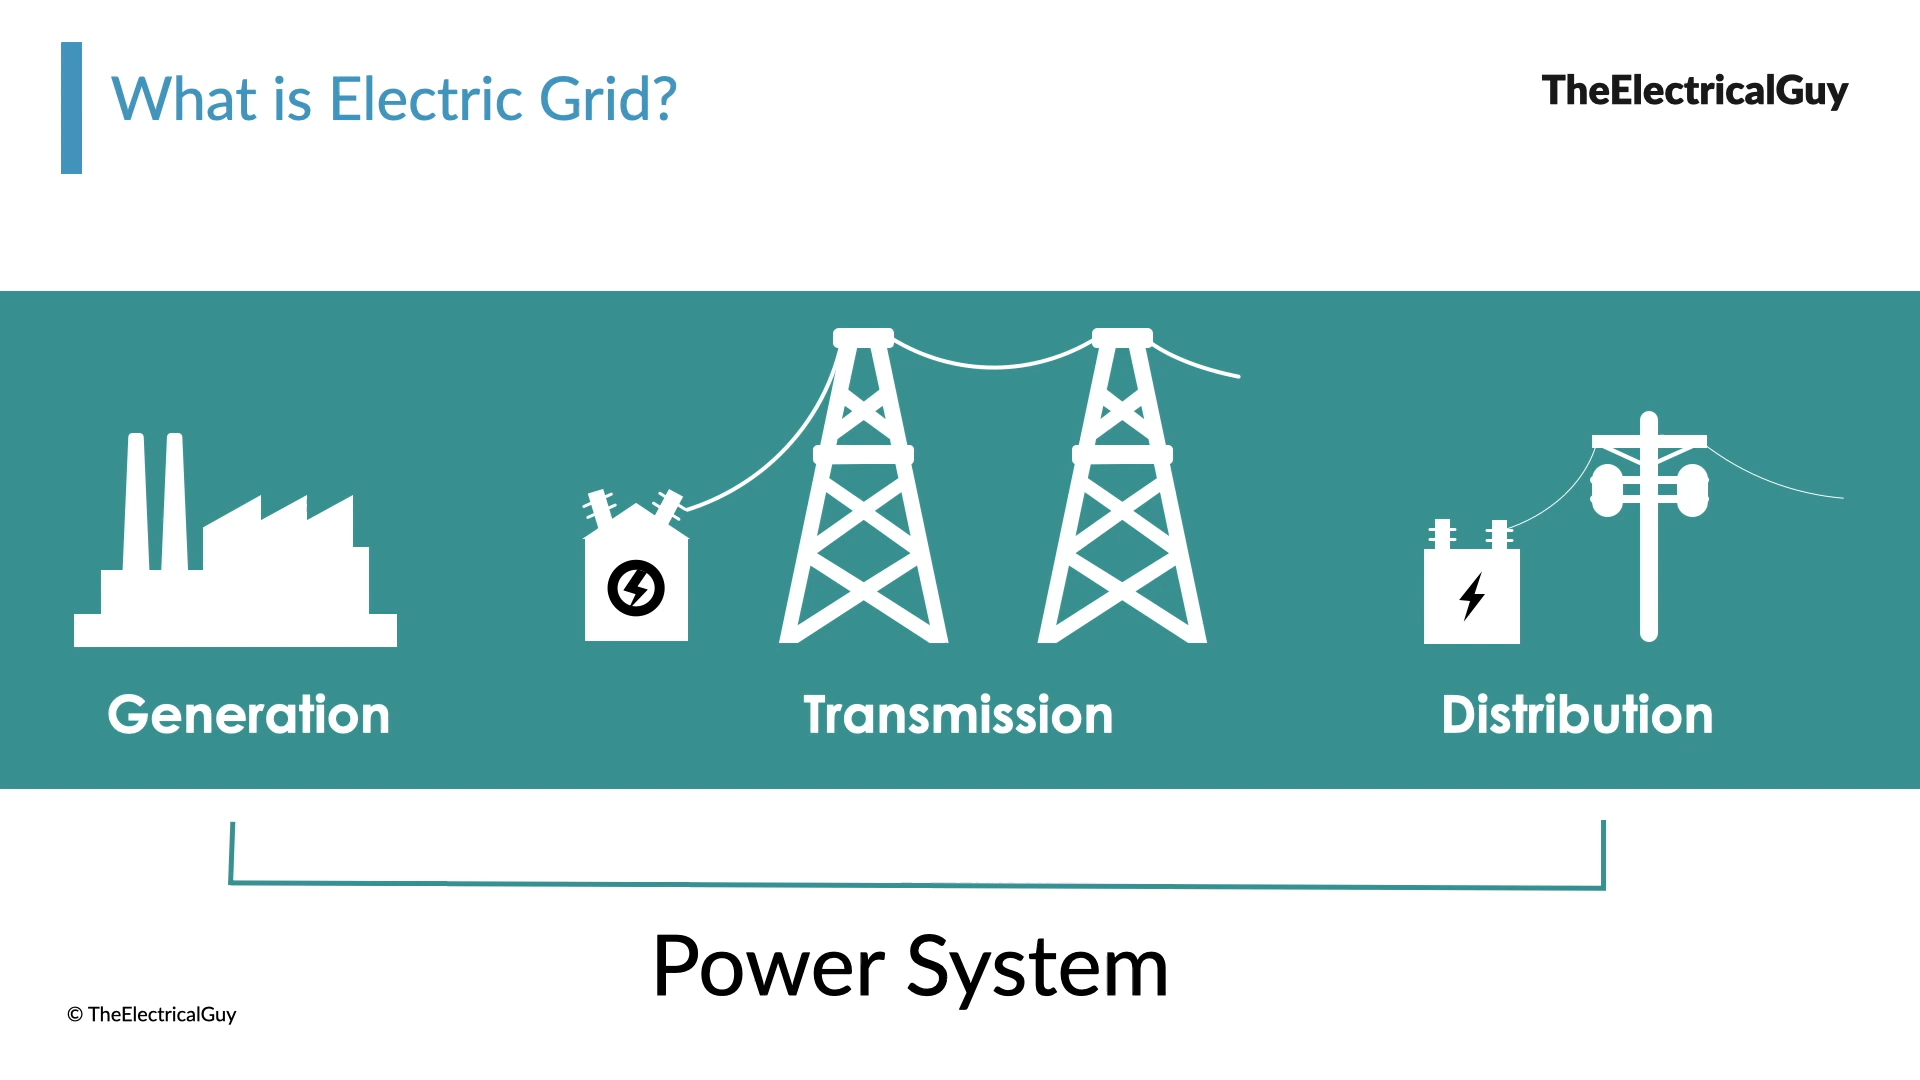 What is Electric Grid?
TheElectricalGuy
Generation
Transmission
Distribution
Power System
© TheElectricalGuy